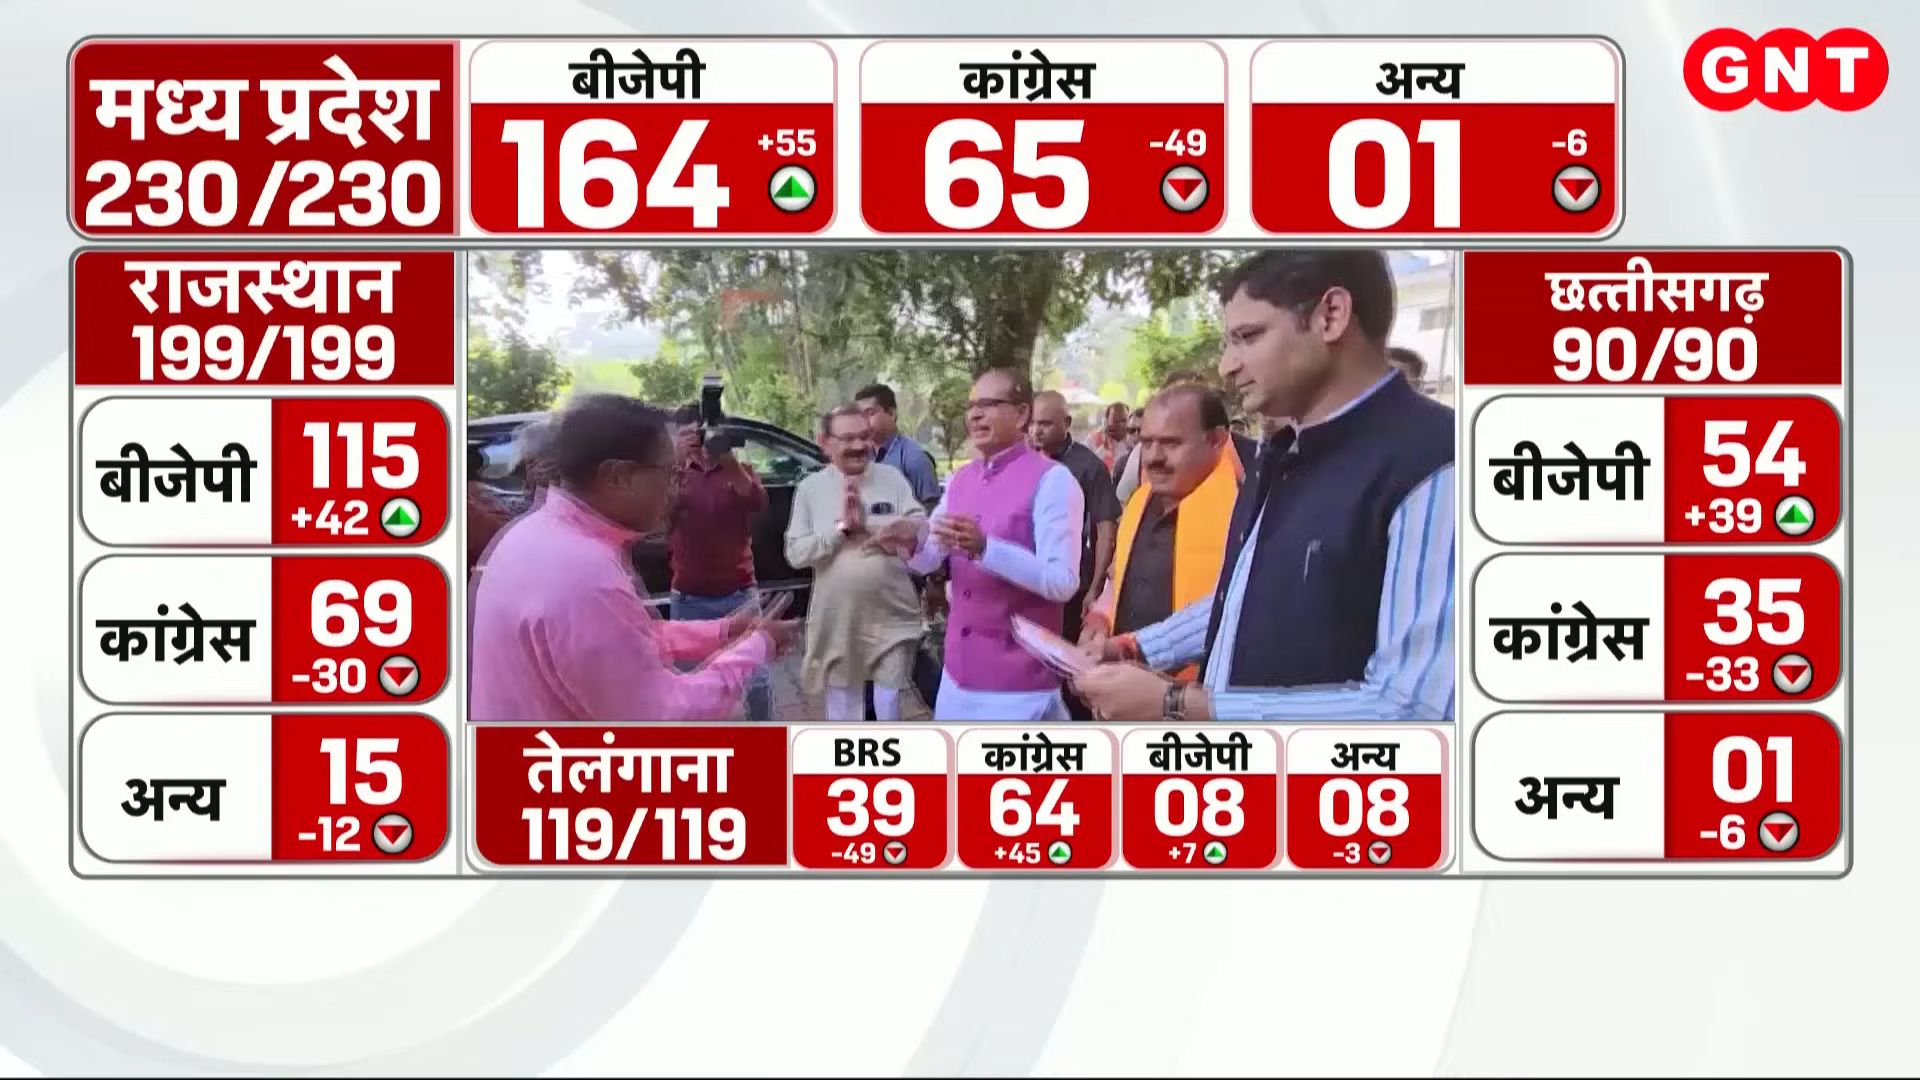 मध्य प्रदेश
230/230
बीजेपी
164
+55
कांग्रेस
65
-49
अन्य
01
-6
GNT
राजस्थान
199/199
बीजेपी
115
+42
कांग्रेस
69
-30
अन्य
15
-12
छत्तीसगढ़
90/90
बीजेपी
54
+39
कांग्रेस
35
-33
अन्य
01
-6
तेलंगाना
119/119
BRS
39
-49
कांग्रेस
64
+45
बीजेपी
08
+7
अन्य
08
-3